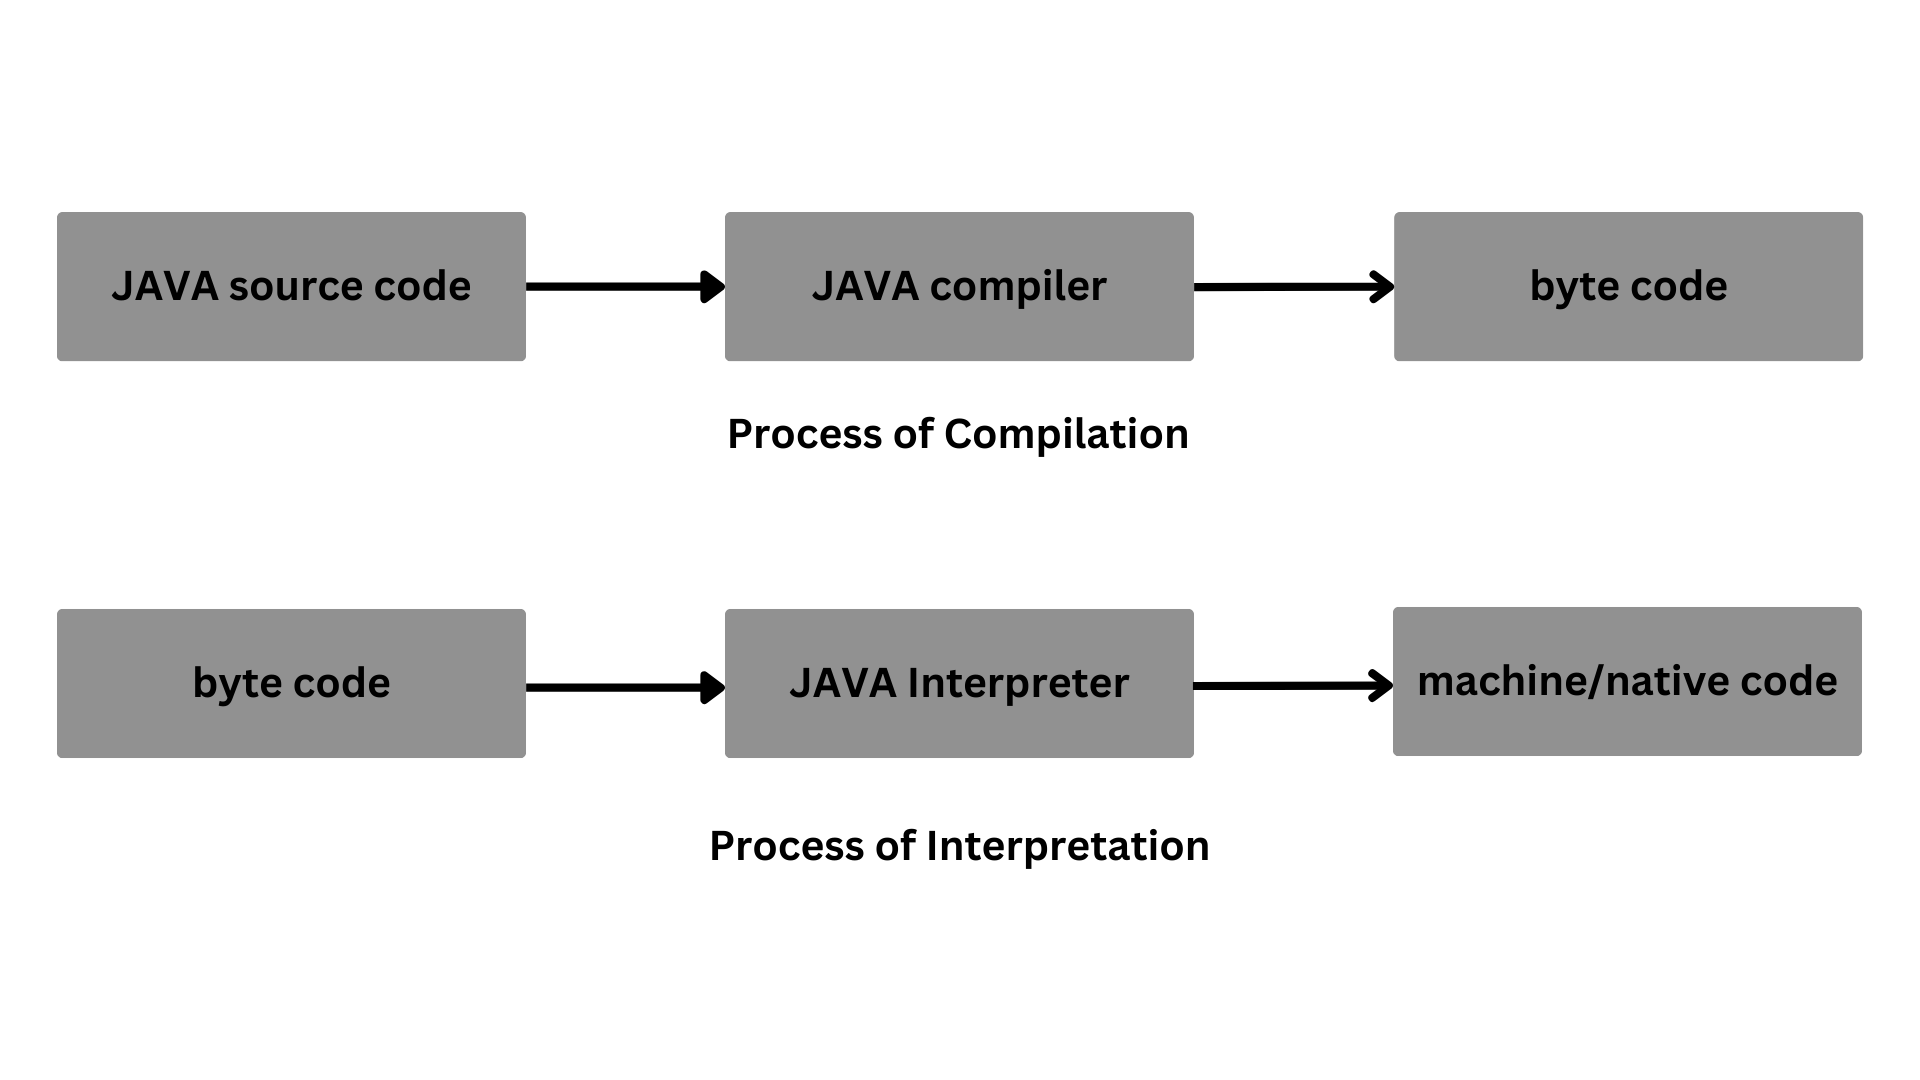 JAVA source code
JAVA compiler
byte code
Process of Compilation
byte code
JAVA Interpreter
machine/native code
Process of Interpretation